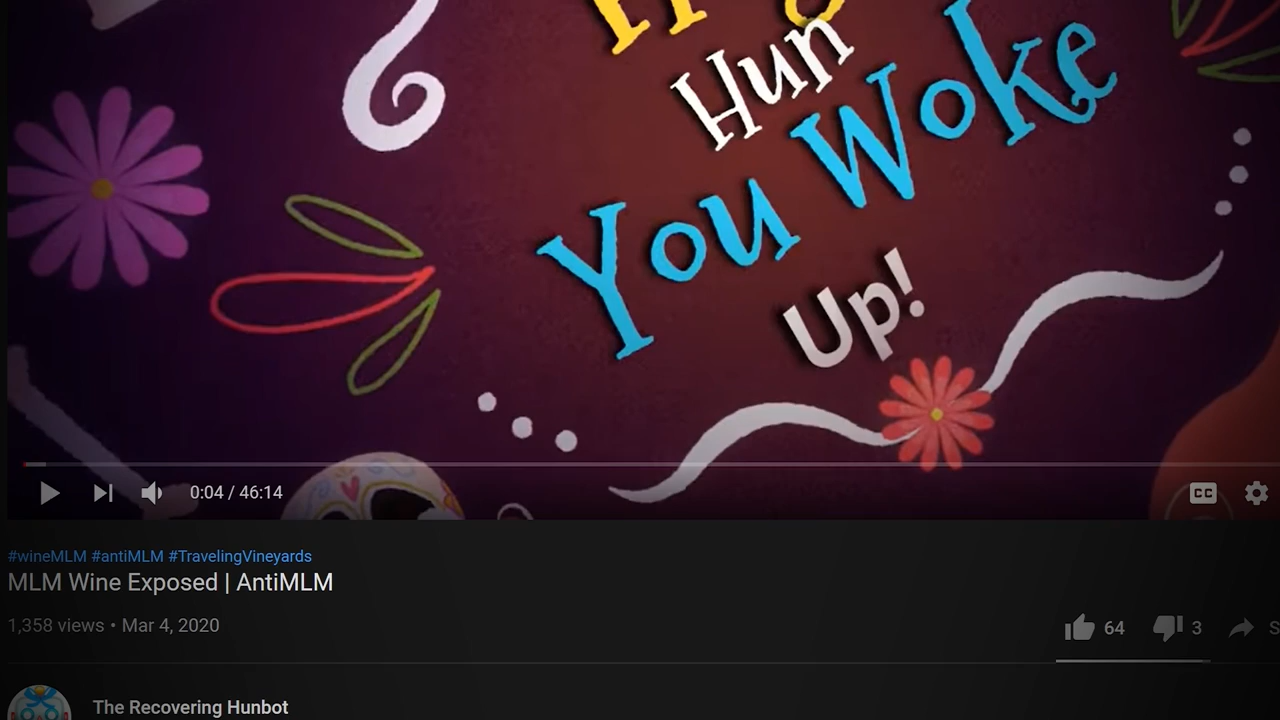 Hun
You Woke
Up!
0:04 / 46:14
CC
#wineMLM #antiMLM #TravelingVineyards
MLM Wine Exposed | AntiMLM
1,358 views • Mar 4, 2020
64
3
S
The Recovering Hunbot